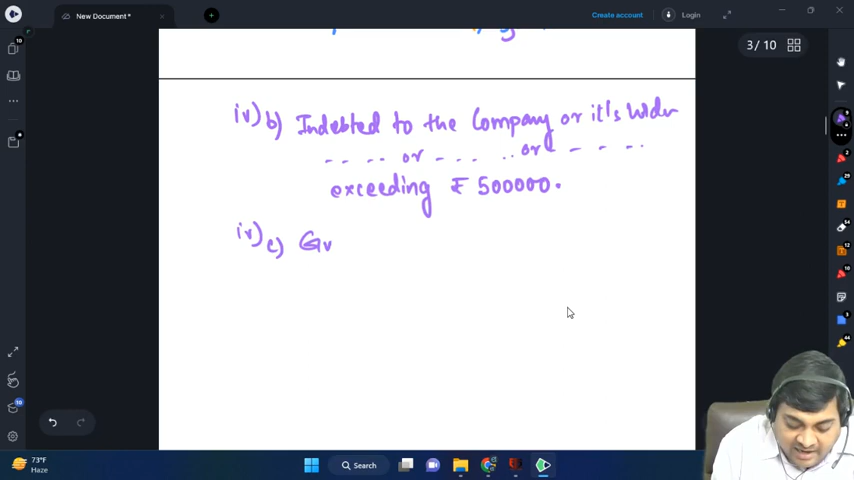 New Document*
Create account
Login
3 / 10
iv) b) Indebted to the Company or it's Wider
---- or ----- .. or - - - - .
exceeding ₹ 500000.
iv) c) Gu
73°F
Haze
Search